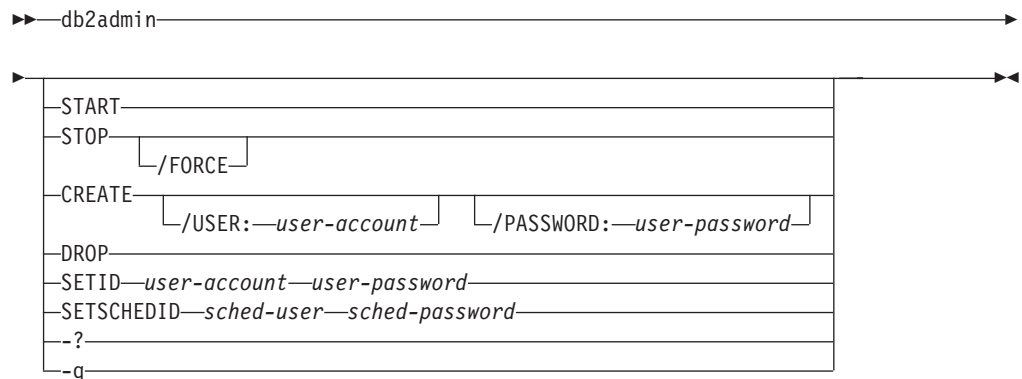 db2admin
START
STOP
/FORCE
CREATE
/USER: user-account /PASSWORD: user-password
DROP
SETID user-account user-password
SETSCHEDID sched-user sched-password
-?
-q